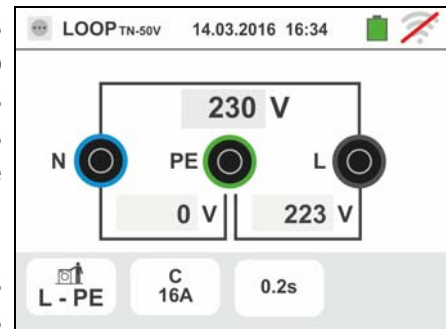 LOOP TN-50V 14.03.2016 16:34
230 V
N PE L
0 V 223 V
L - PE C 0.2s
16A